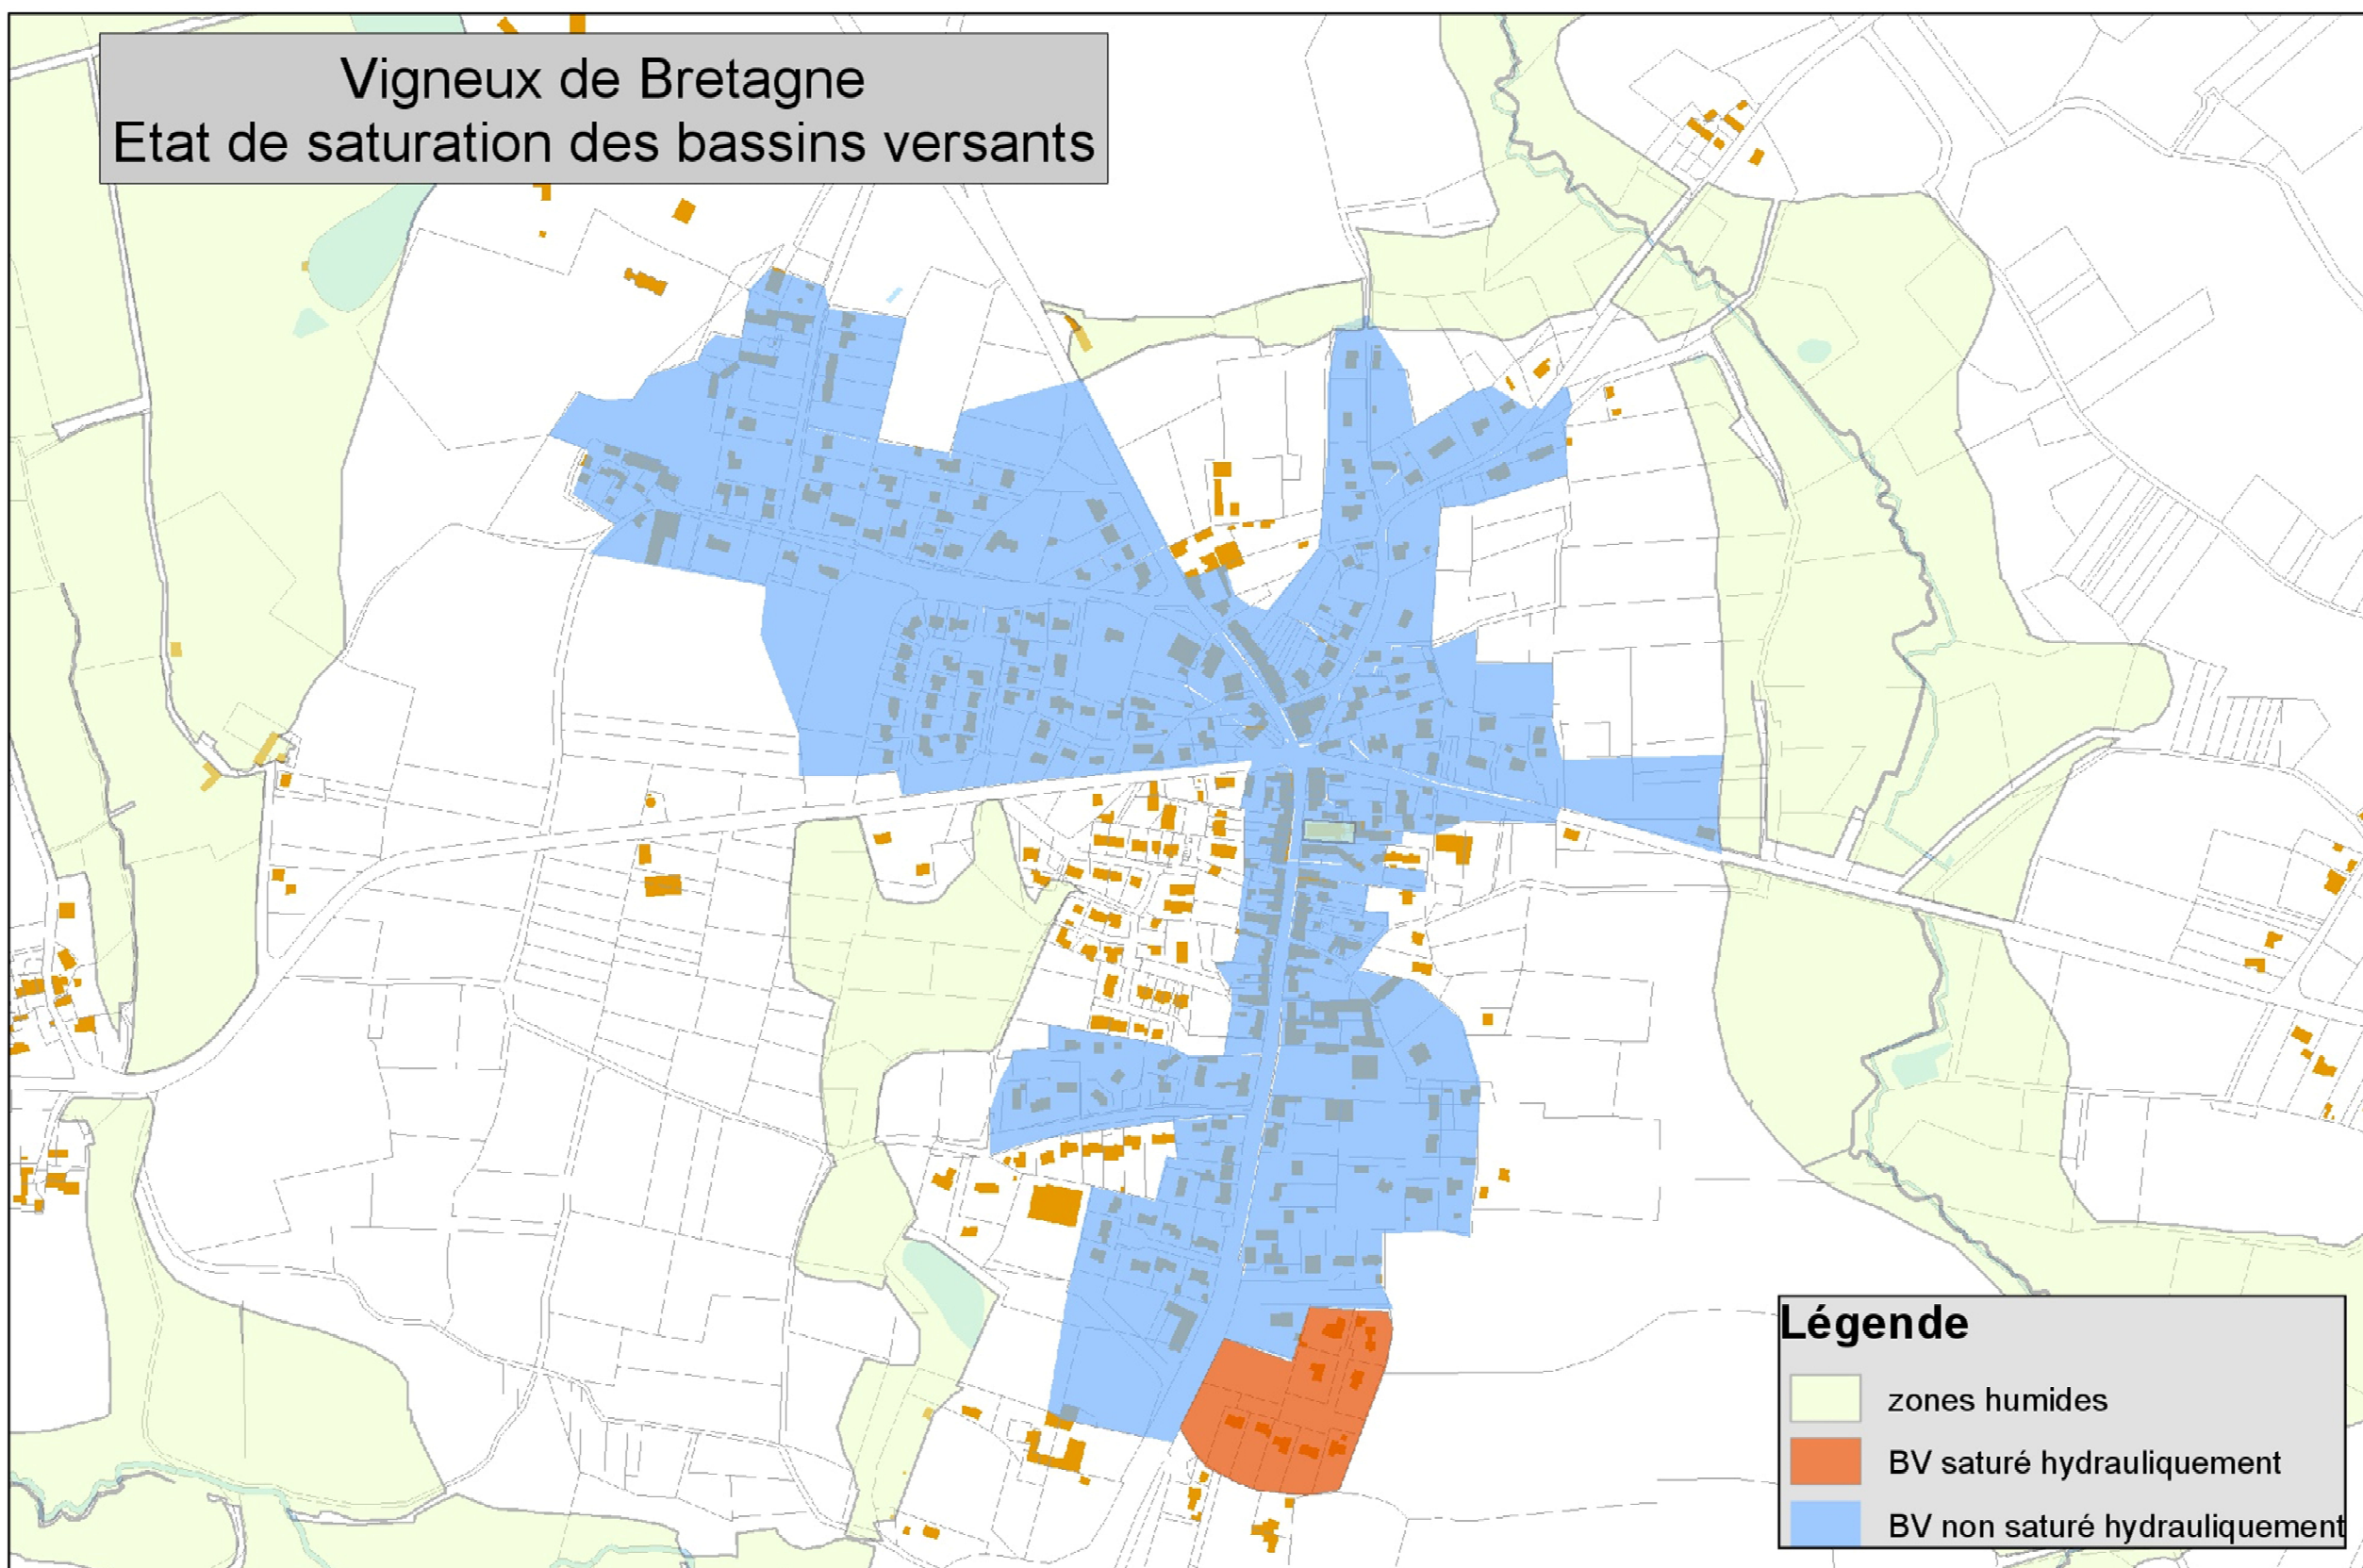 Vigneux de Bretagne
Etat de saturation des bassins versants
Légende
zones humides
BV saturé hydrauliquement
BV non saturé hydrauliquement